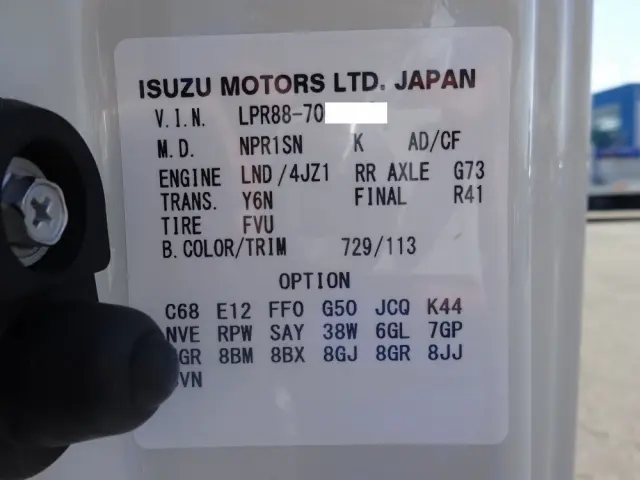 ISUZU MOTORS LTD. JAPAN
V.I.N. LPR88-70
M.D. NPR1SN K AD/CF
ENGINE LND/4JZ1 RR AXLE G73
TRANS. Y6N FINAL R41
TIRE FVU
B.COLOR/TRIM 729/113
OPTION
C68 E12 FF0 G50 JCQ K44
NVE RPW SAY 38W 6GL 7GP
GR 8BM 8BX 8GJ 8GR 8JJ
VN